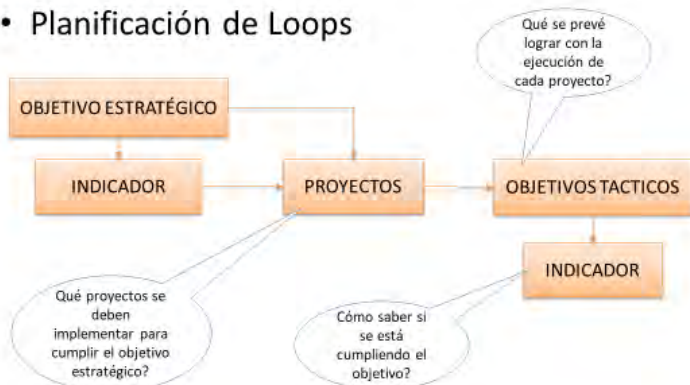 • Planificación de Loops
Qué se prevé
lograr con la
ejecución de
cada proyecto?
OBJETIVO ESTRATÉGICO
INDICADOR
PROYECTOS
OBJETIVOS TACTICOS
INDICADOR
Qué proyectos se
deben
implementar para
cumplir el objetivo
estratégico?
Cómo saber si
se está
cumpliendo el
objetivo?